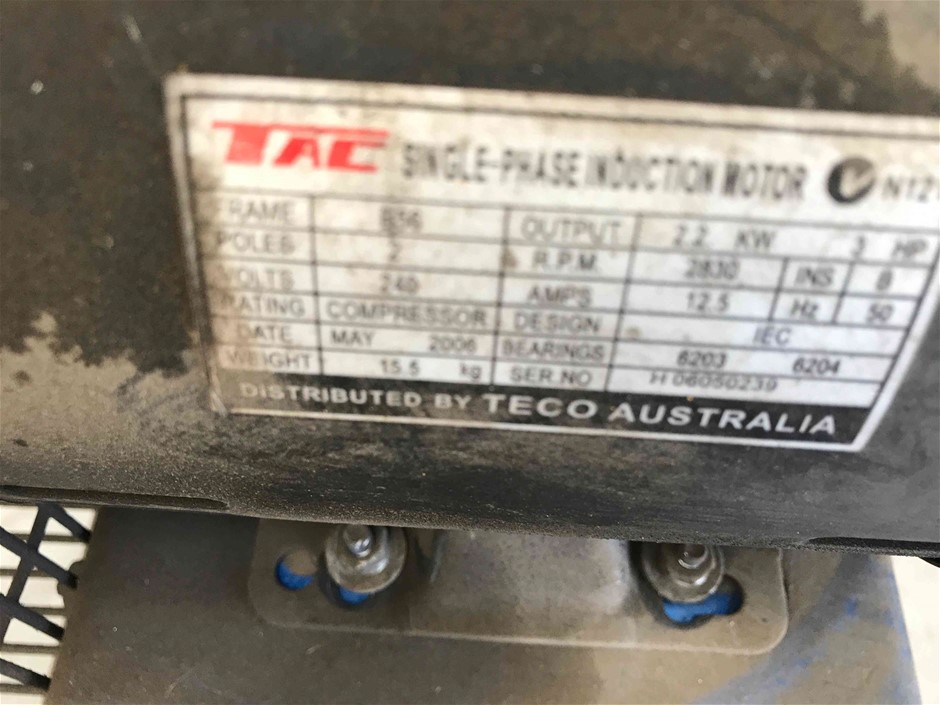 TAC SINGLE-PHASE INDUCTION MOTOR N12
FRAME B56 OUTPUT 2.2 KW 3 HP
POLES 2 R.P.M. 2830 INS B
VOLTS 240 AMPS 12.5 Hz 50
RATING COMPRESSOR DESIGN IEC
DATE MAY 2006 BEARINGS 6203 6204
WEIGHT 15.5 kg SER.NO H 06050239
DISTRIBUTED BY TECO AUSTRALIA